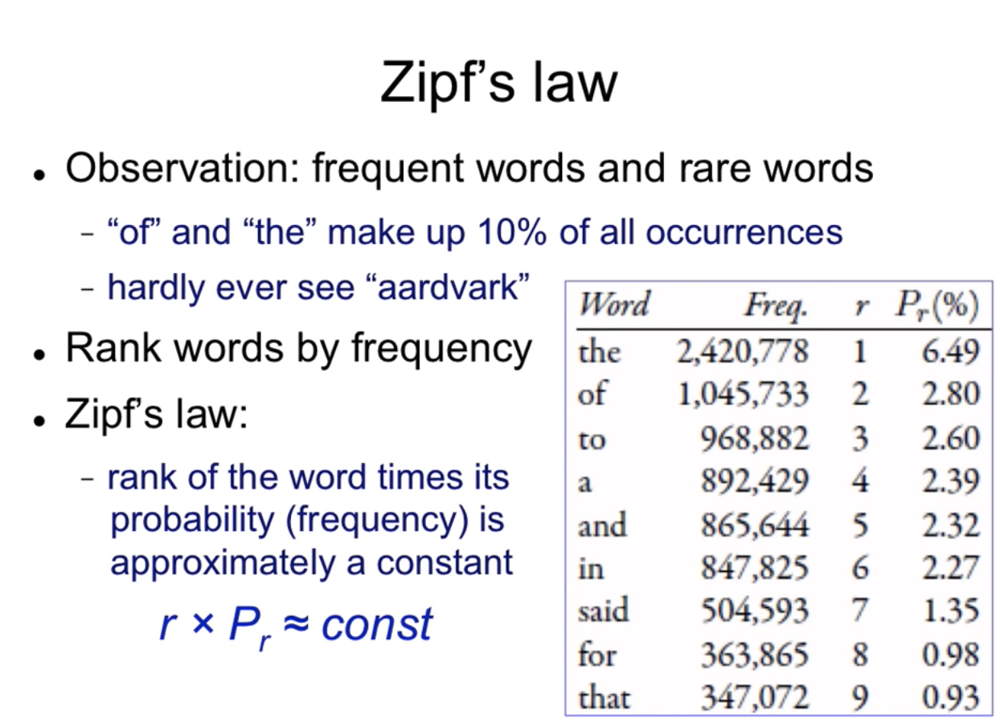 Zipf’s law
• Observation: frequent words and rare words
– “of” and “the” make up 10% of all occurrences
– hardly ever see “aardvark”
• Rank words by frequency
• Zipf’s law:
– rank of the word times its
probability (frequency) is
approximately a constant
r × Pr ≈ const
Word Freq. r Pr(%)
the 2,420,778 1 6.49
of 1,045,733 2 2.80
to 968,882 3 2.60
a 892,429 4 2.39
and 865,644 5 2.32
in 847,825 6 2.27
said 504,593 7 1.35
for 363,865 8 0.98
that 347,072 9 0.93